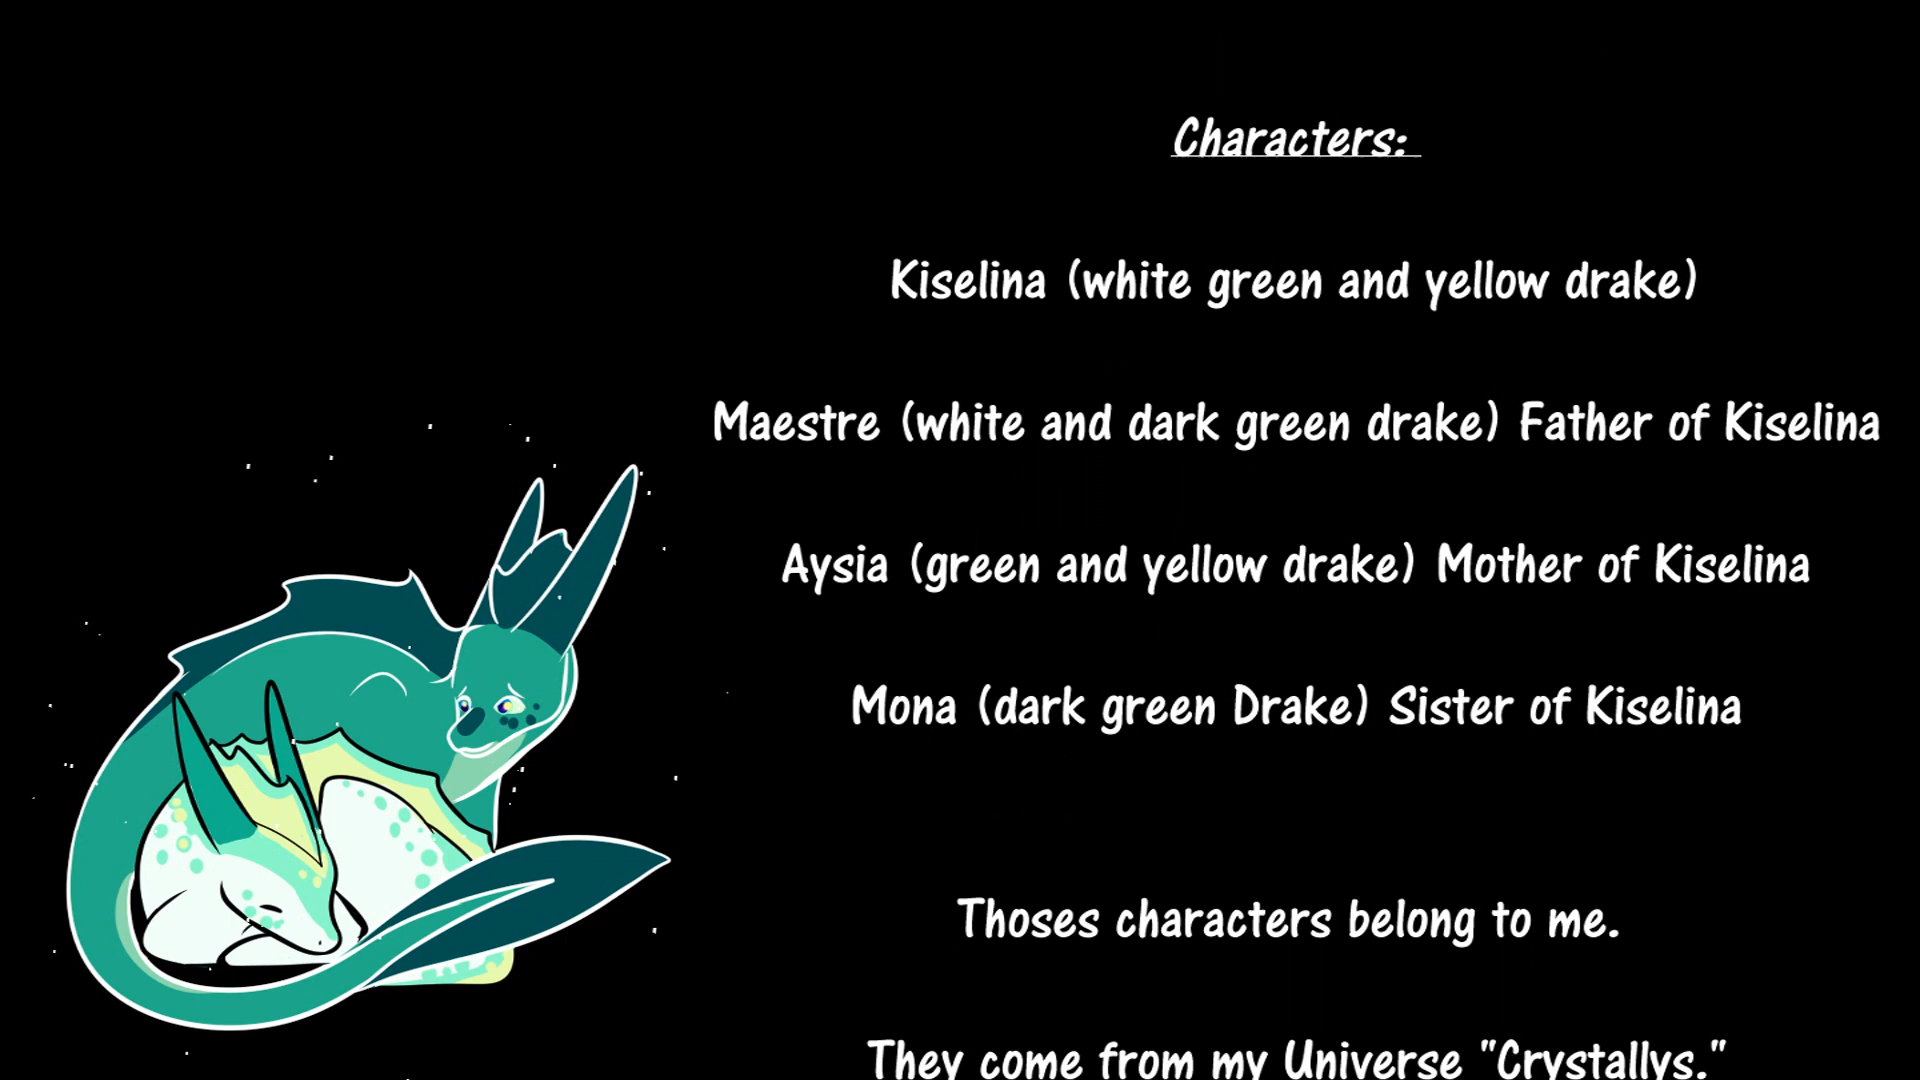 Characters:
Kiselina (white green and yellow drake)
Maestre (white and dark green drake) Father of Kiselina
Aysia (green and yellow drake) Mother of Kiselina
Mona (dark green Drake) Sister of Kiselina
Thoses characters belong to me.
They come from my Universe "Crystallys."